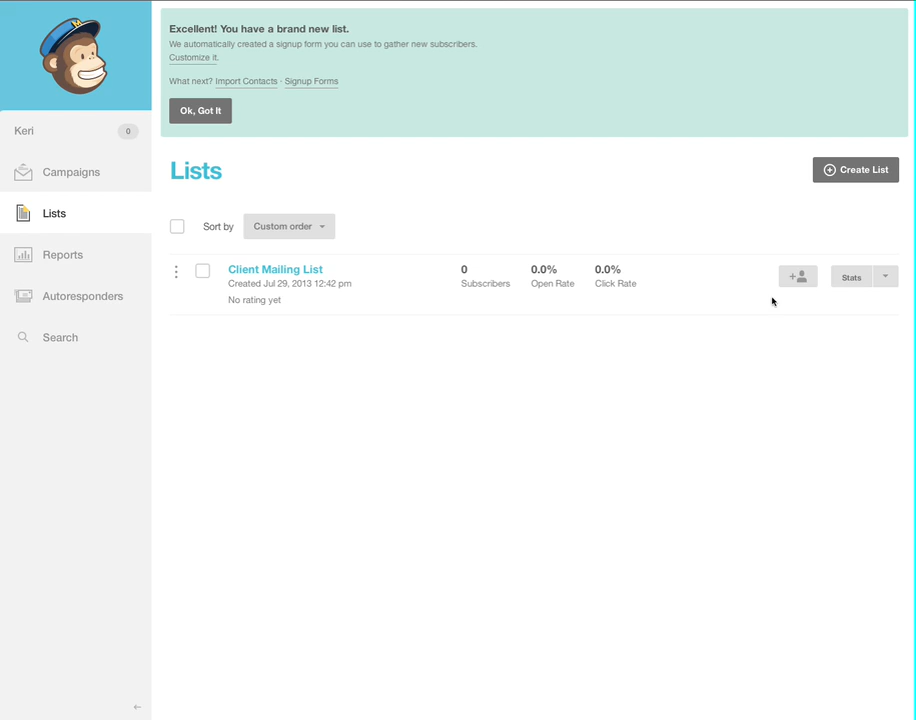 Excellent! You have a brand new list.
We automatically created a signup form you can use to gather new subscribers.
Customize it.
What next? Import Contacts · Signup Forms
Ok, Got It
Keri 0
Campaigns
Lists
Reports
Autoresponders
Search
Lists
Create List
Sort by Custom order
Client Mailing List
Created Jul 29, 2013 12:42 pm
No rating yet
0 0.0% 0.0%
Subscribers Open Rate Click Rate
Stats